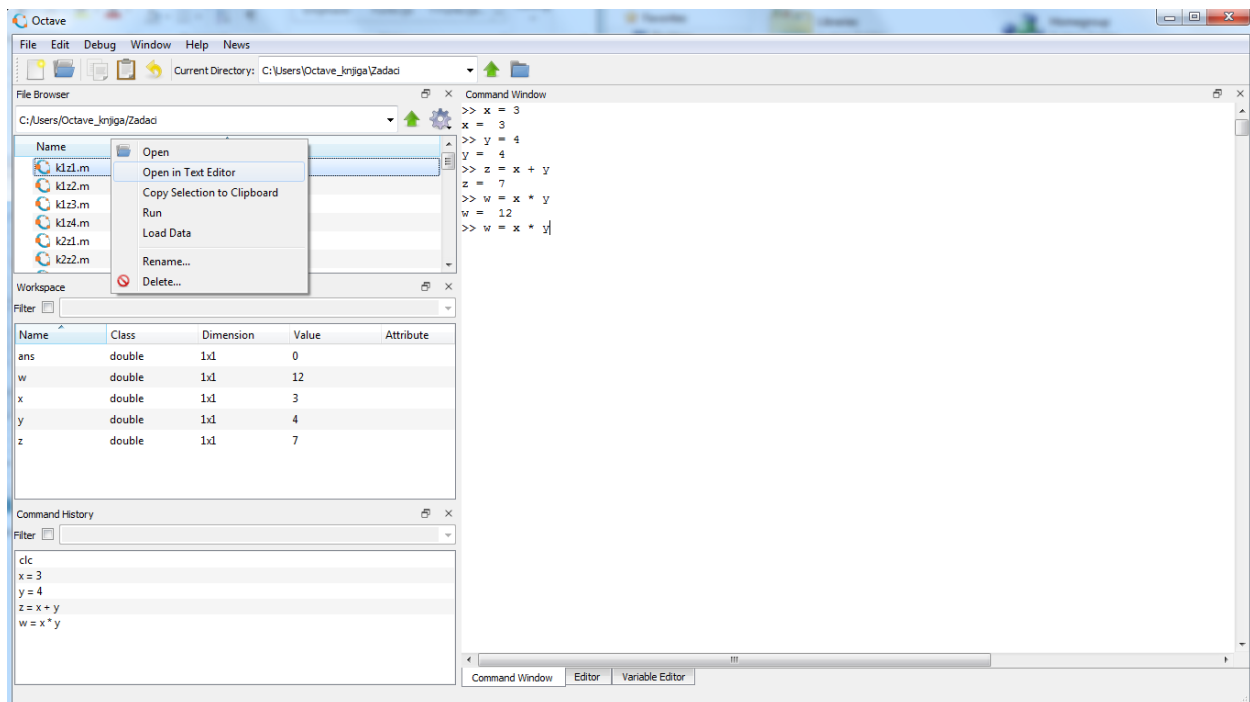 Octave
File Edit Debug Window Help News
Current Directory: C:\Users\Octave_knjiga\Zadaci
File Browser
C:/Users/Octave_knjiga/Zadaci
Name
k1z1.m
k1z2.m
k1z3.m
k1z4.m
k2z1.m
k2z2.m
Open
Open in Text Editor
Copy Selection to Clipboard
Run
Load Data
Rename...
Delete...
Workspace
Filter
Name Class Dimension Value Attribute
ans double 1x1 0
w double 1x1 12
x double 1x1 3
y double 1x1 4
z double 1x1 7
Command History
Filter
clc
x = 3
y = 4
z = x + y
w = x * y
Command Window
>> x = 3
x = 3
>> y = 4
y = 4
>> z = x + y
z = 7
>> w = x * y
w = 12
>> w = x * y
Command Window Editor Variable Editor